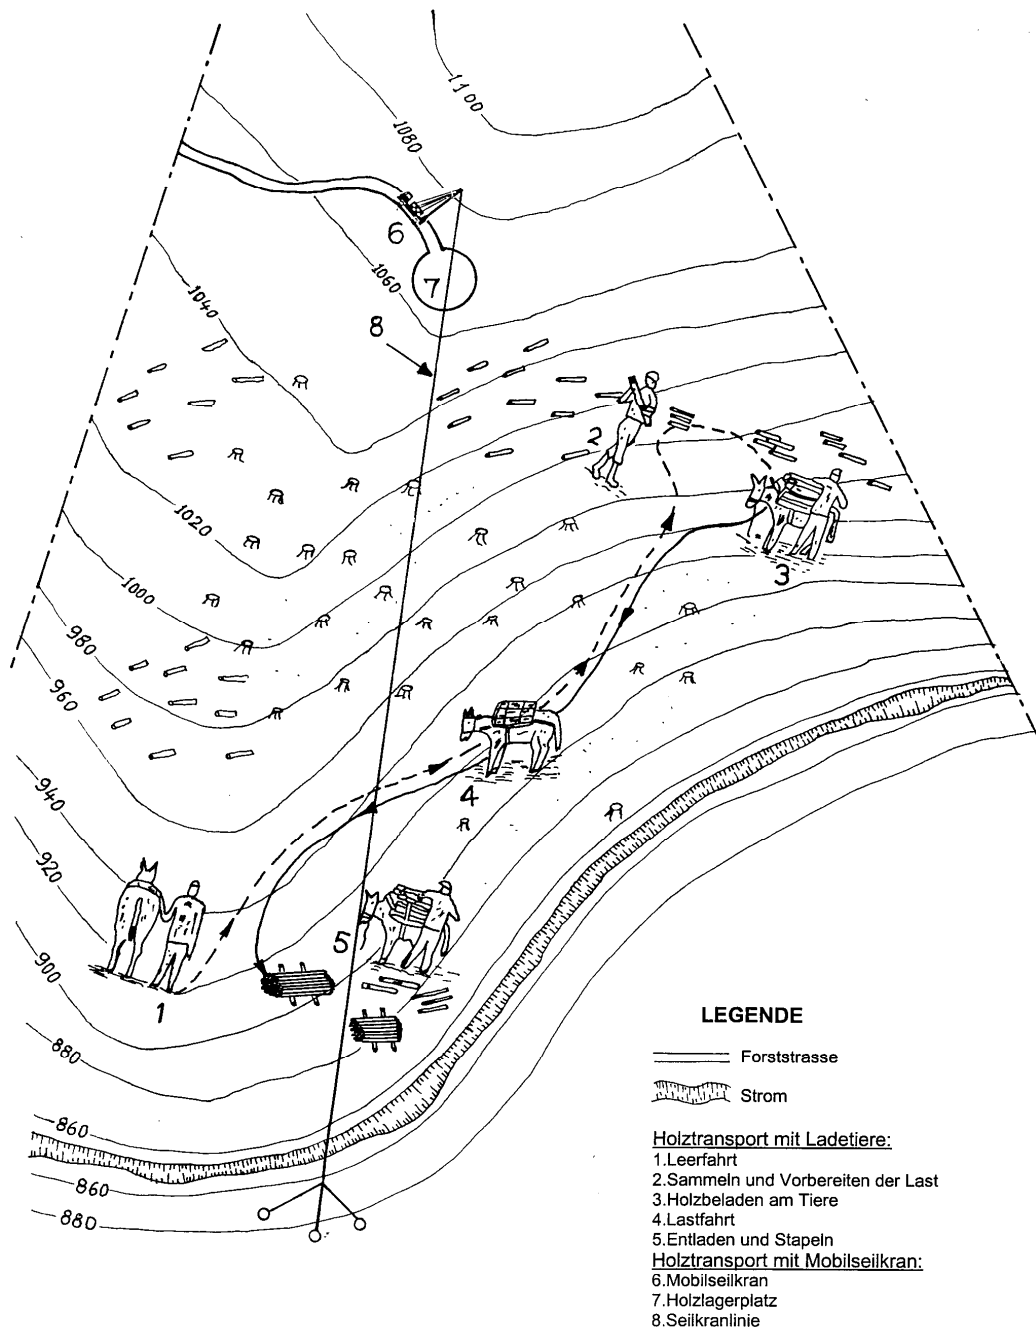 1100
1080
6
7
1060
1040
8
2
1020
3
1000
980
960
4
940
920
5
900
1
880
860
860
880
LEGENDE
Forststrasse
Strom
Holztransport mit Ladetiere:
1.Leerfahrt
2.Sammeln und Vorbereiten der Last
3.Holzbeladen am Tiere
4.Lastfahrt
5.Entladen und Stapeln
Holztransport mit Mobilseilkran:
6.Mobilseilkran
7.Holzlagerplatz
8.Seilkranlinie